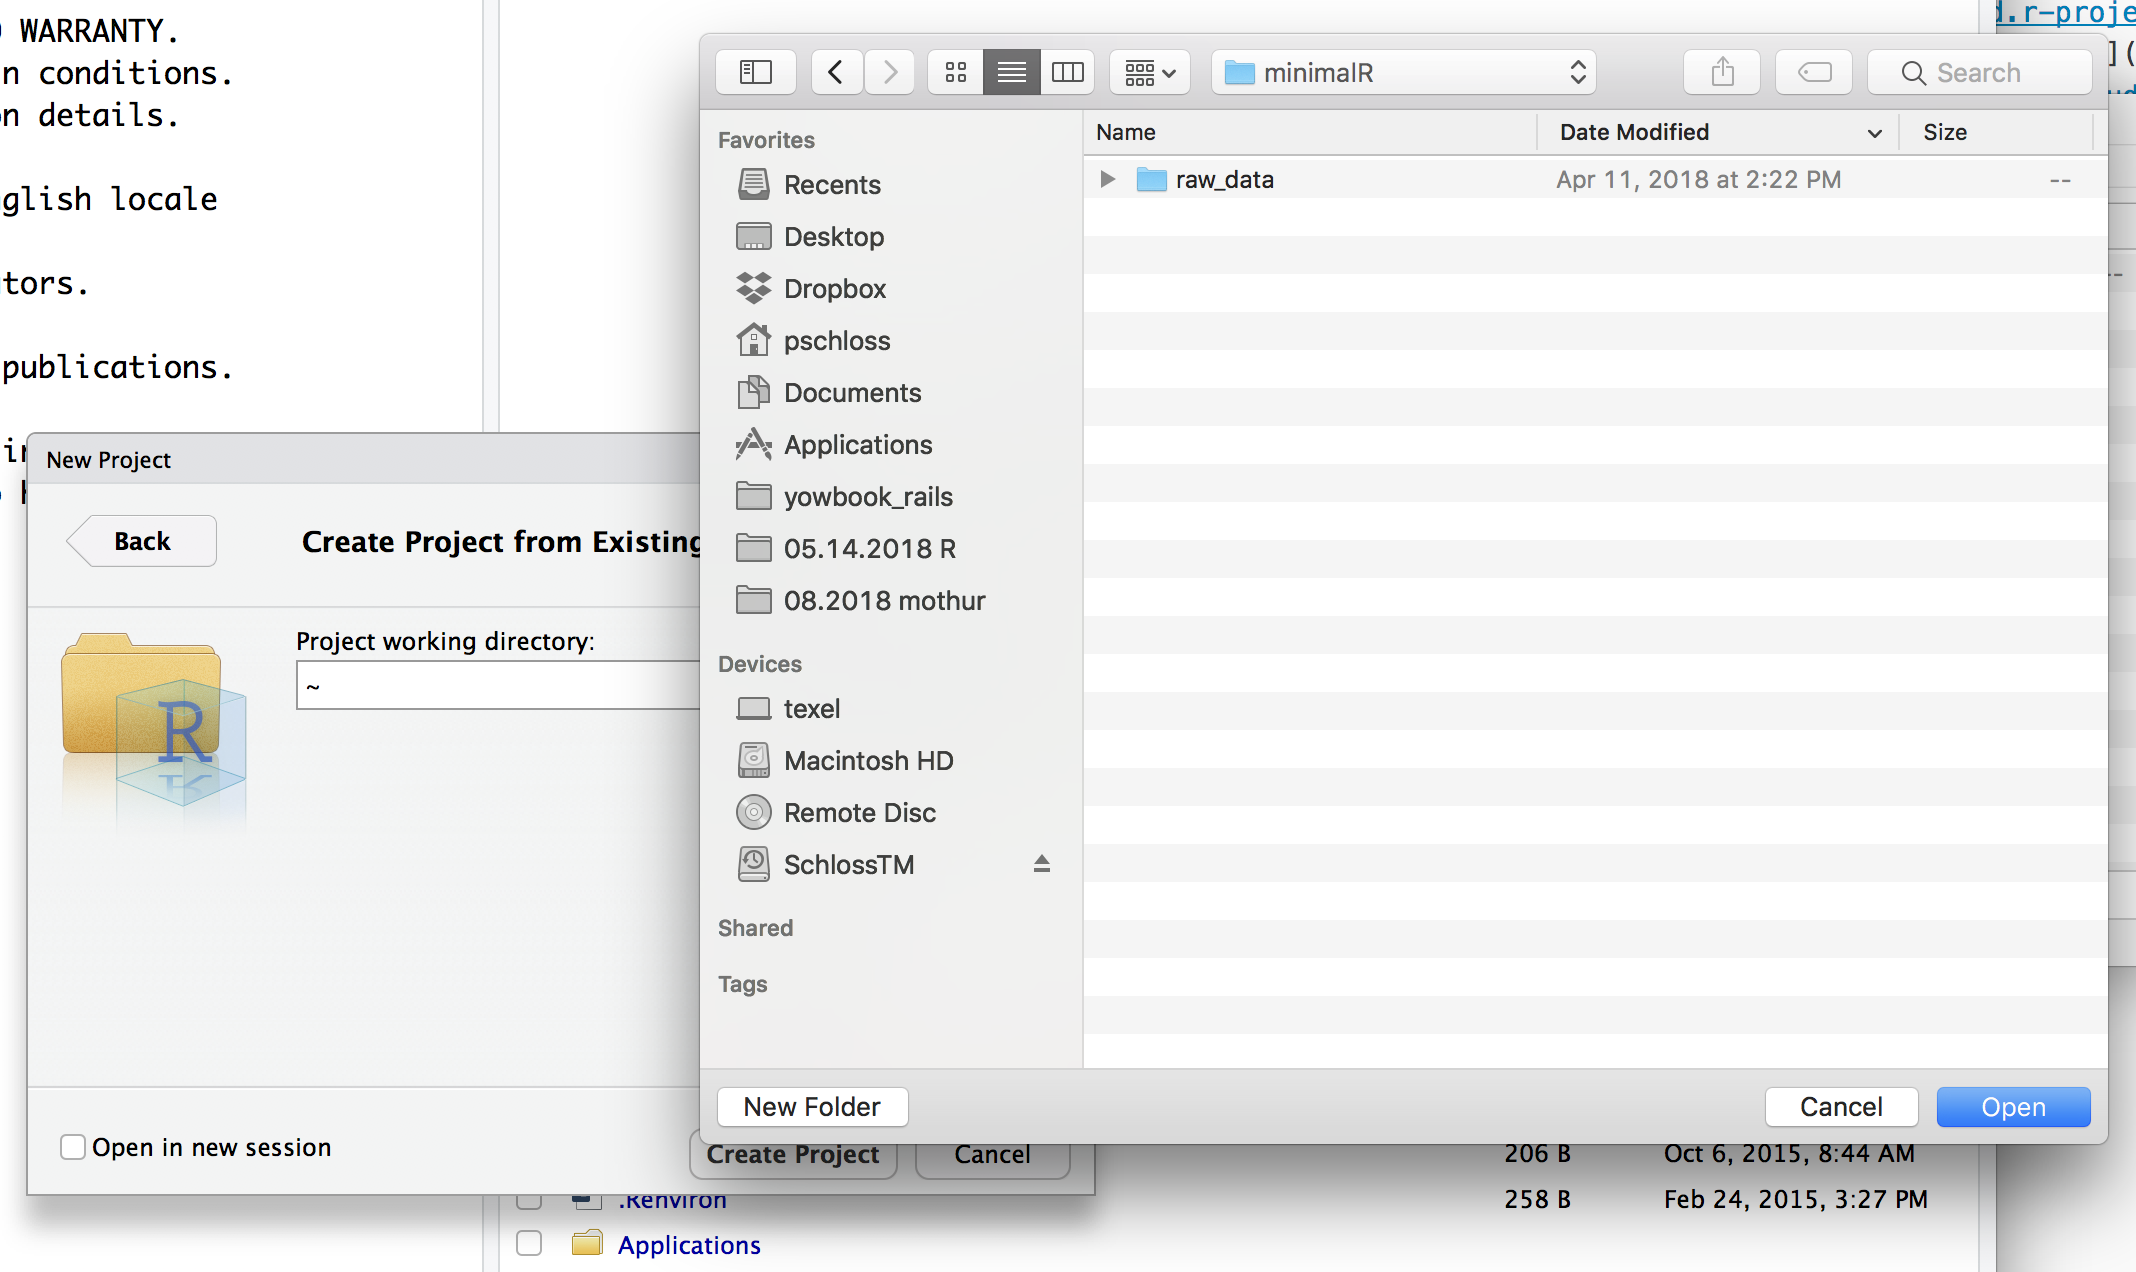 WARRANTY.
n conditions.
n details.
glish locale
tors.
publications.
d.r-proje
minimalR
Search
Favorites
Recents
Desktop
Dropbox
pschloss
Documents
Applications
yowbook_rails
05.14.2018 R
08.2018 mothur
Devices
texel
Macintosh HD
Remote Disc
SchlossTM
Shared
Tags
Name Date Modified Size
raw_data Apr 11, 2018 at 2:22 PM --
New Folder Cancel Open
New Project
Back
Create Project from Existing
Project working directory:
~
R
Open in new session
Create Project Cancel
206 B Oct 6, 2015, 8:44 AM
.Renviron 258 B Feb 24, 2015, 3:27 PM
Applications